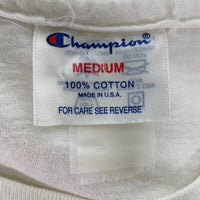 Champion
MEDIUM
100% COTTON
MADE IN U.S.A.
FOR CARE SEE REVERSE